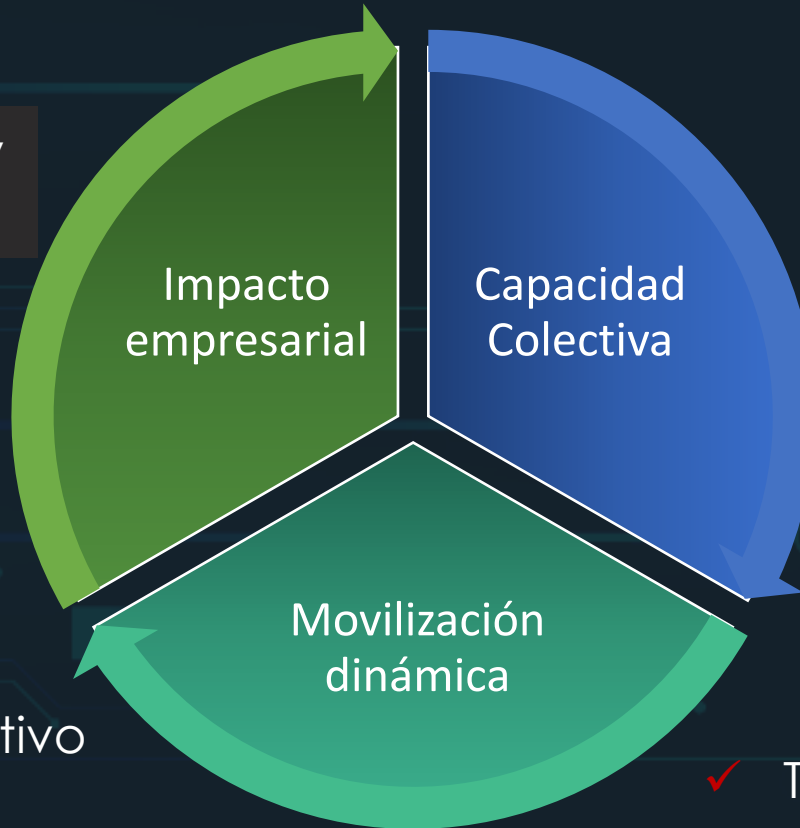 y
Impacto
empresarial
Capacidad
Colectiva
Movilización
dinámica
tivo
T